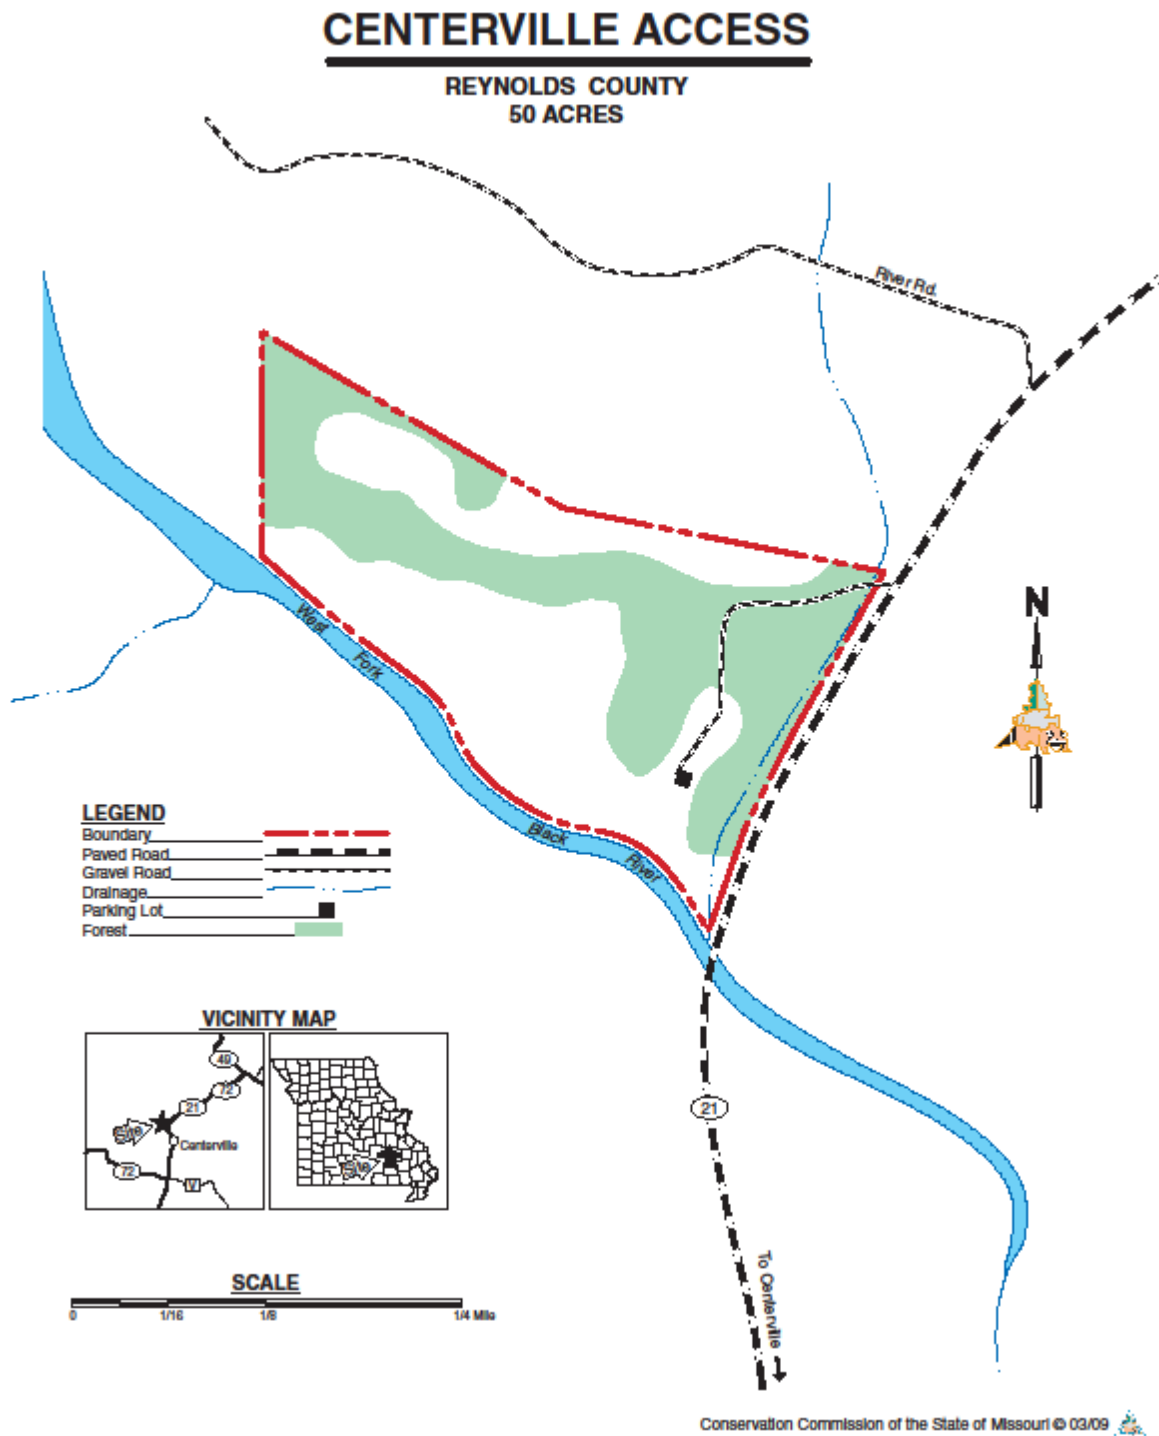 CENTERVILLE ACCESS
REYNOLDS COUNTY
50 ACRES
River Rd.
N
West
Fork
Black
River
LEGEND
Boundary
Paved Road
Gravel Road
Drainage
Parking Lot
Forest
VICINITY MAP
49
72
21
Site
Centerville
72
V
Site
21
To Centerville
SCALE
0 1/16 1/8 1/4 Mile
Conservation Commission of the State of Missouri © 03/09